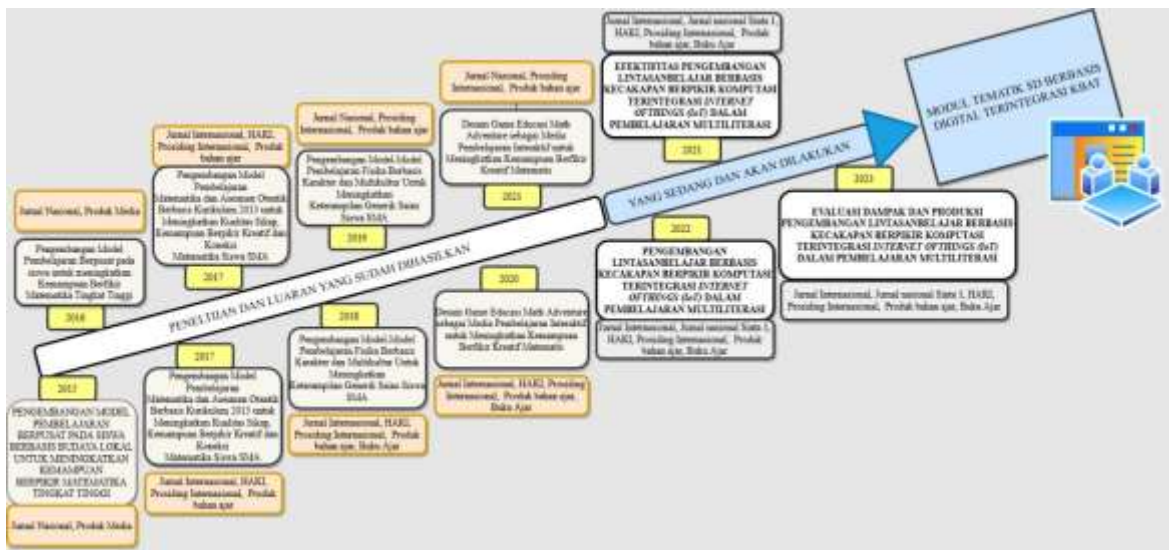 Jurnal Nasional, Produk Media
Pengembangan Model
Pembelajaran Berpusat pada
siswa untuk meningkatkan
Kemampuan Berfikir
Matematika Tingkat Tinggi
2016
2015
PENGEMBANGAN MODEL
PEMBELAJARAN
BERPUSAT PADA SISWA
BERBASIS BUDAYA LOKAL
UNTUK MENINGKATKAN
KEMAMPUAN
BERPIKIR MATEMATIKA
TINGKAT TINGGI
Jurnal Nasional, Produk Media
Jurnal Internasional, HAKI,
Prosiding Internasional, Produk
bahan ajar
Pengembangan Model
Pembelajaran
Matematika dan Asesmen Otentik
Berbasis Kurikulum 2013 untuk
Meningkatkan Kualitas Sikap,
Kemampuan Berpikir Kreatif dan
Koneksi
Matematika Siswa SMA
2017
2017
Pengembangan Model
Pembelajaran
Matematika dan Asesmen Otentik
Berbasis Kurikulum 2013 untuk
Meningkatkan Kualitas Sikap,
Kemampuan Berpikir Kreatif dan
Koneksi
Matematika Siswa SMA
Jurnal Internasional, HAKI,
Prosiding Internasional, Produk
bahan ajar
Jurnal Nasional, Prosiding
Internasional, Produk bahan ajar
Pengembangan Model Model
Pembelajaran Fisika Berbasis
Karakter dan Multikultur Untuk
Meningkatkan
Keterampilan Generik Sains
Siswa SMA
2019
2018
Pengembangan Model Model
Pembelajaran Fisika Berbasis
Karakter dan Multikultur Untuk
Meningkatkan
Keterampilan Generik Sains Siswa
SMA
Jurnal Internasional, HAKI,
Prosiding Internasional, Produk
bahan ajar, Buku Ajar
Jurnal Nasional, Prosiding
Internasional, Produk bahan ajar
Desain Game Educasi Math
Adventure sebagai Media
Pembelajaran Interaktif untuk
Meningkatkan Kemampuan Berfikir
Kreatif Matematis
2021
2020
Desain Game Educasi Math Adventure
sebagai Media Pembelajaran Interaktif
untuk Meningkatkan Kemampuan
Berfikir Kreatif Matematis
Jurnal Internasional, HAKI, Prosiding
Internasional, Produk bahan ajar,
Buku Ajar
PENELITIAN DAN LUARAN YANG SUDAH DIHASILKAN
Jurnal Internasional, Jurnal nasional Sinta 1,
HAKI, Prosiding Internasional, Produk
bahan ajar, Buku Ajar
EFEKTIFITAS PENGEMBANGAN
LINTASANBELAJAR BERBASIS
KECAKAPAN BERPIKIR KOMPUTASI
TERINTEGRASI INTERNET
OFTHINGS (IoT) DALAM
PEMBELAJARAN MULTILITERASI
2021
YANG SEDANG DAN AKAN DILAKUKAN
2022
PENGEMBANGAN
LINTASANBELAJAR BERBASIS
KECAKAPAN BERPIKIR KOMPUTASI
TERINTEGRASI INTERNET
OFTHINGS (IoT) DALAM
PEMBELAJARAN MULTILITERASI
Jurnal Internasional, Jurnal nasional Sinta 1,
HAKI, Prosiding Internasional, Produk
bahan ajar, Buku Ajar
2023
EVALUASI DAMPAK DAN PRODUKSI
PENGEMBANGAN LINTASANBELAJAR BERBASIS
KECAKAPAN BERPIKIR KOMPUTASI
TERINTEGRASI INTERNET OFTHINGS (IoT)
DALAM PEMBELAJARAN MULTILITERASI
Jurnal Internasional, Jurnal nasional Sinta 1, HAKI,
Prosiding Internasional, Produk bahan ajar, Buku Ajar
MODUL TEMATIK SD BERBASIS
DIGITAL TERINTEGRASI KBAT